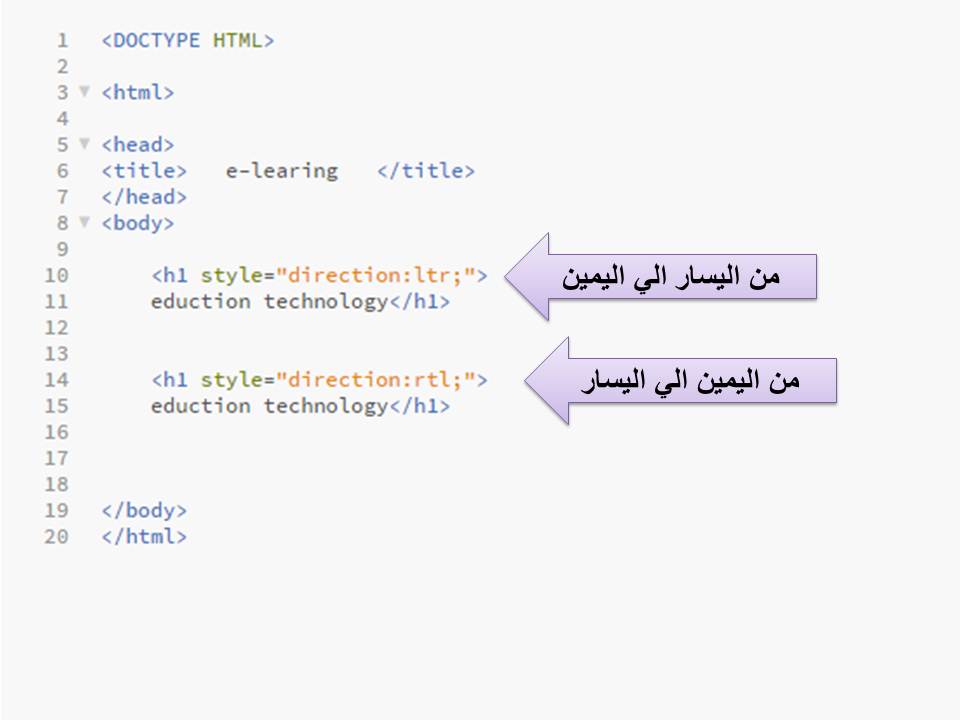 1 <DOCTYPE HTML>
2
3 <html>
4
5 <head>
6 <title> e-learing </title>
7 </head>
8 <body>
9
10 <h1 style="direction:ltr;">
من اليسار الي اليمين
11 eduction technology</h1>
12
13
14 <h1 style="direction:rtl;">
من اليمين الي اليسار
15 eduction technology</h1>
16
17
18
19 </body>
20 </html>